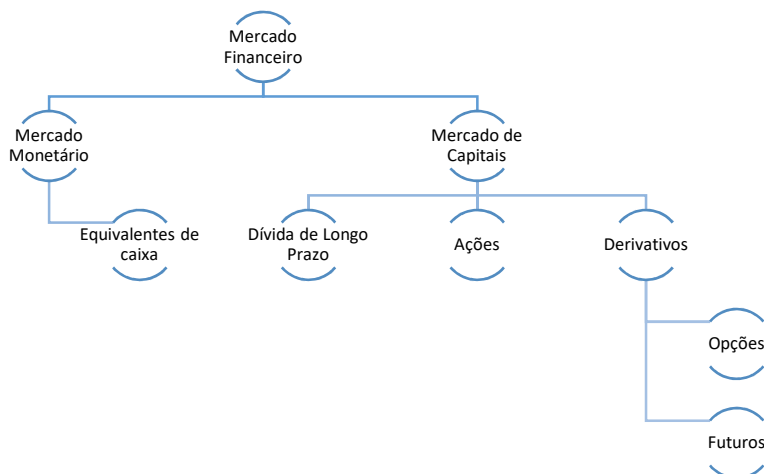 Mercado
Financeiro
Mercado
Monetário
Mercado de
Capitais
Equivalentes de
caixa
Dívida de Longo
Prazo
Ações
Derivativos
Opções
Futuros